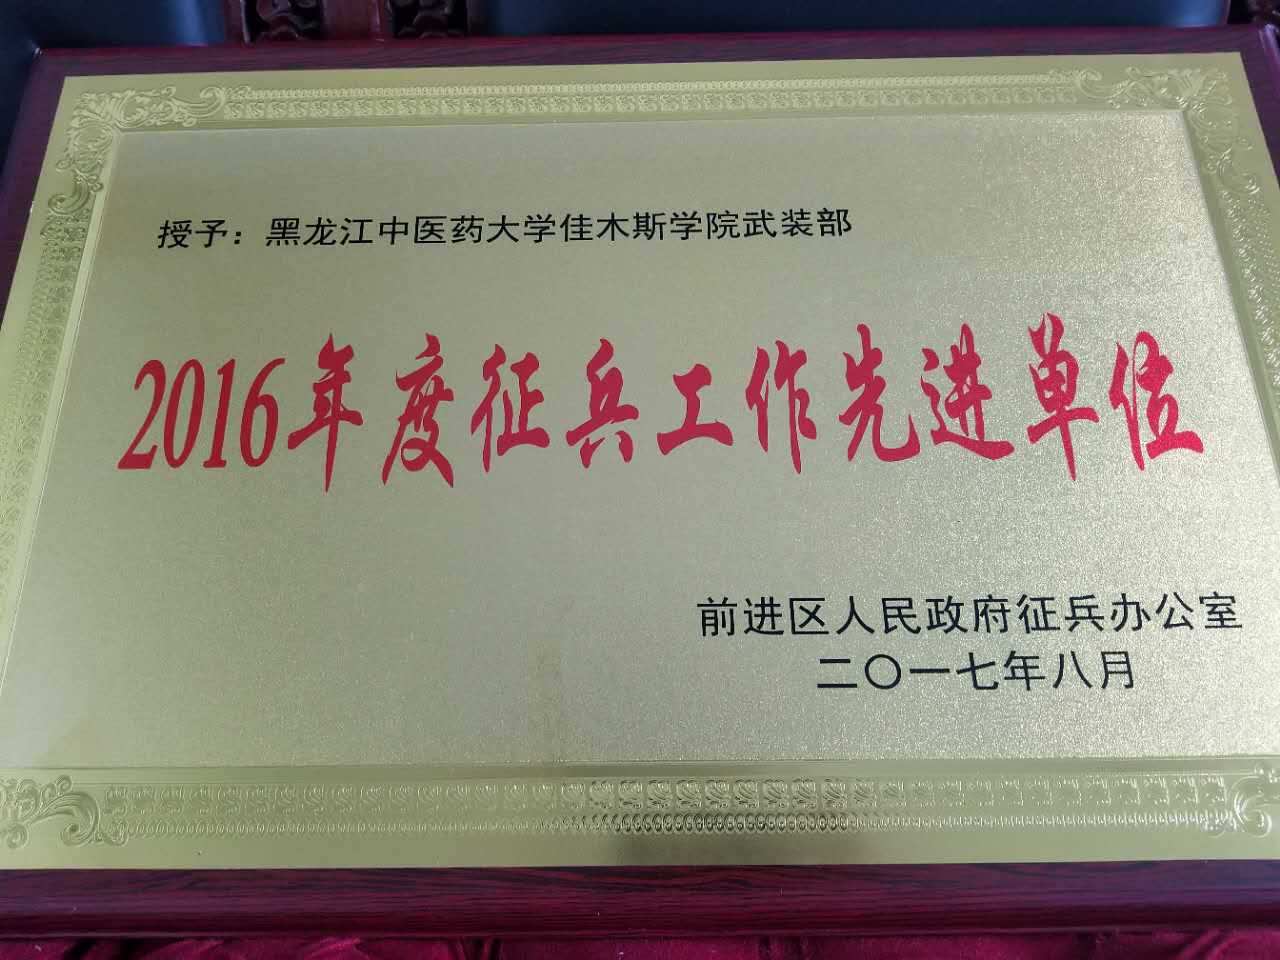 授予：黑龙江中医药大学佳木斯学院武装部
2016年度征兵工作先进单位
前进区人民政府征兵办公室
二〇一七年八月